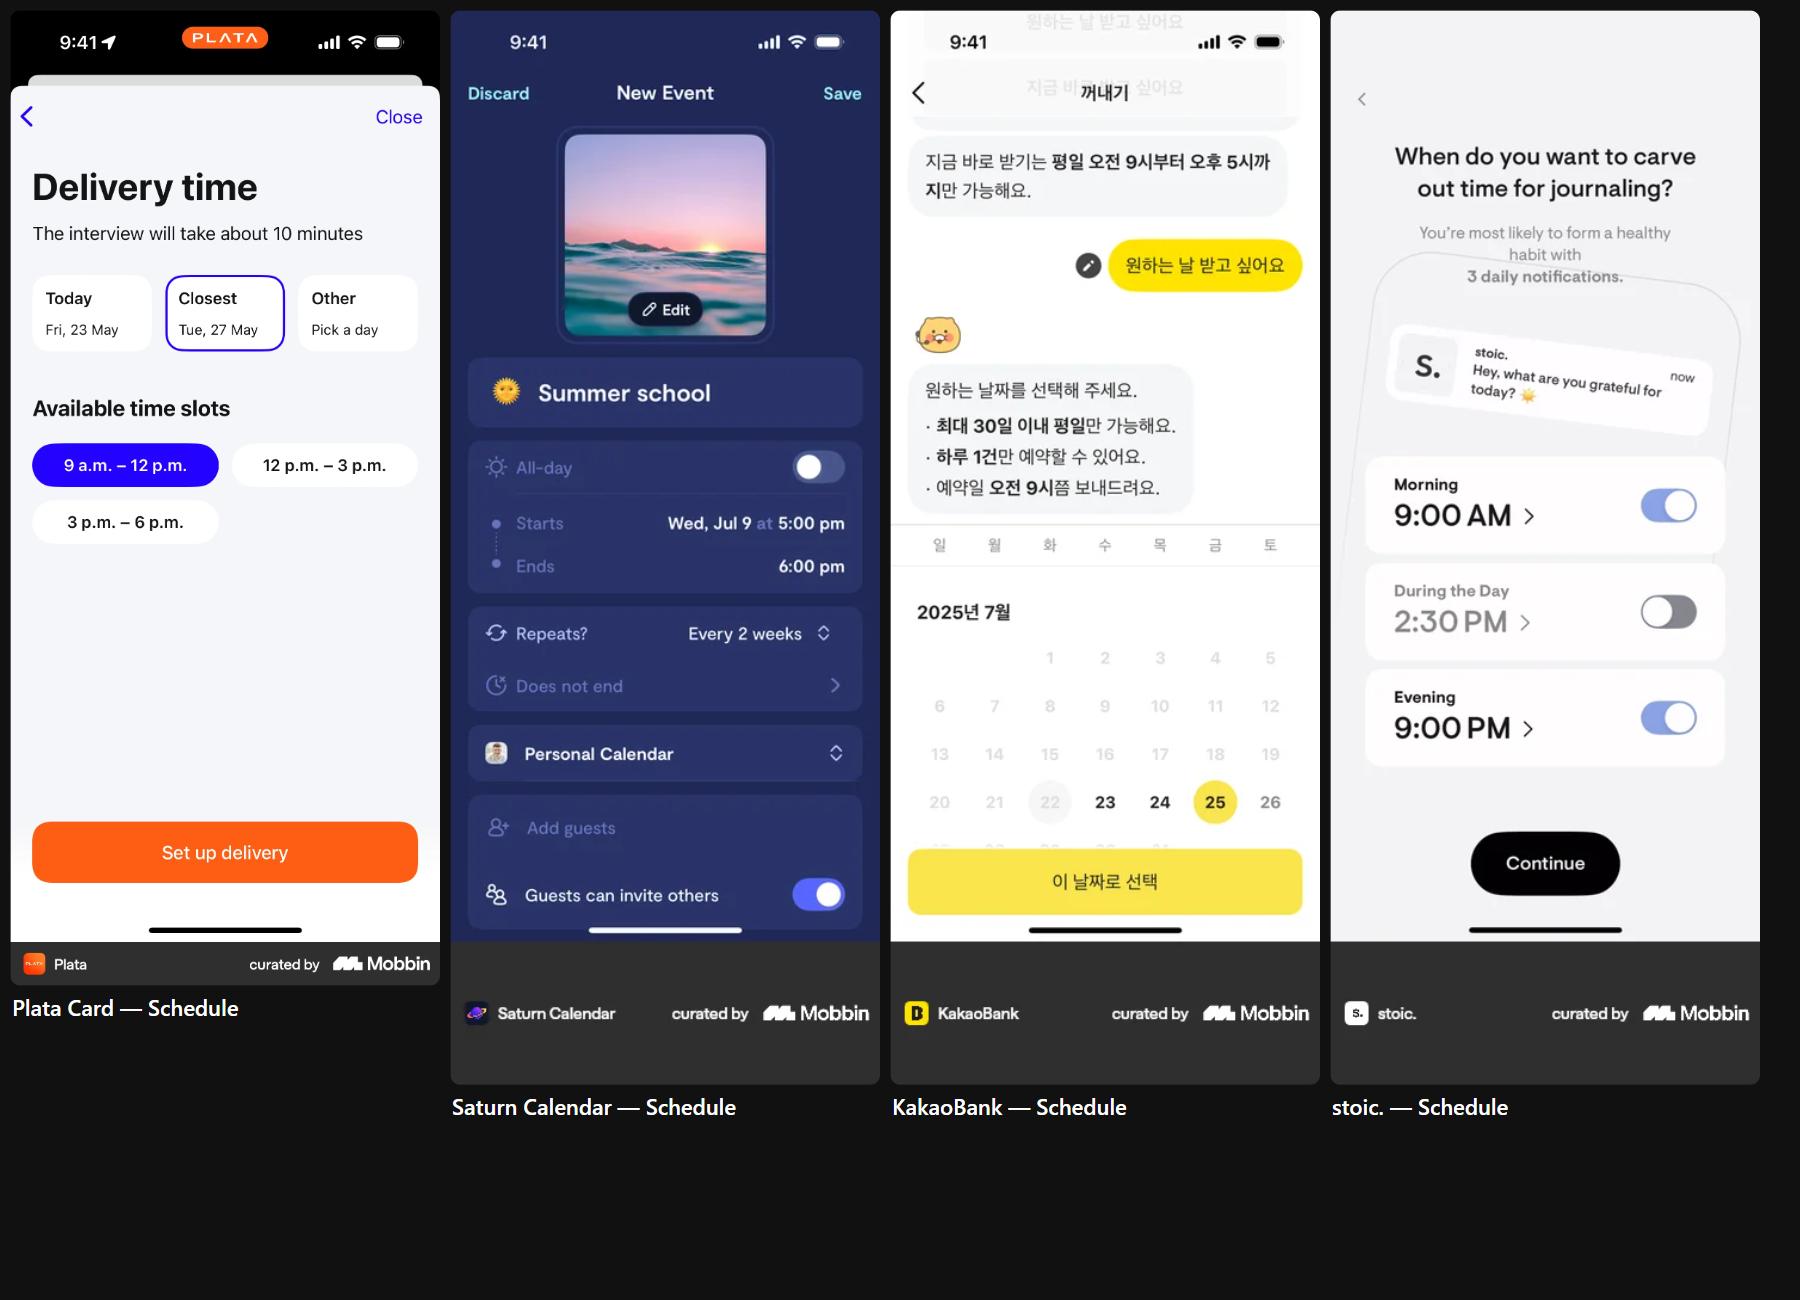 9:41
PLATA
Close
Delivery time
The interview will take about 10 minutes
Today
Fri, 23 May
Closest
Tue, 27 May
Other
Pick a day
Available time slots
9 a.m. – 12 p.m.
12 p.m. – 3 p.m.
3 p.m. – 6 p.m.
Set up delivery
Plata
curated by
Mobbin
Plata Card — Schedule
9:41
Discard
New Event
Save
Edit
Summer school
All-day
Starts
Wed, Jul 9 at 5:00 pm
Ends
6:00 pm
Repeats?
Every 2 weeks
Does not end
Personal Calendar
Add guests
Guests can invite others
Saturn Calendar
curated by
Mobbin
Saturn Calendar — Schedule
원하는 날 받고 싶어요
9:41
꺼내기
지금 바로 받기는 평일 오전 9시부터 오후 5시까
지만 가능해요.
원하는 날 받고 싶어요
원하는 날짜를 선택해 주세요.
· 최대 30일 이내 평일만 가능해요.
· 하루 1건만 예약할 수 있어요.
· 예약일 오전 9시쯤 보내드려요.
일 월 화 수 목 금 토
2025년 7월
1 2 3 4 5
6 7 8 9 10 11 12
13 14 15 16 17 18 19
20 21 22 23 24 25 26
이 날짜로 선택
KakaoBank
curated by
Mobbin
KakaoBank — Schedule
When do you want to carve
out time for journaling?
You're most likely to form a healthy
habit with
3 daily notifications.
S.
stoic.
now
Hey, what are you grateful for
today?
Morning
9:00 AM
During the Day
2:30 PM
Evening
9:00 PM
Continue
S.
stoic.
curated by
Mobbin
stoic. — Schedule